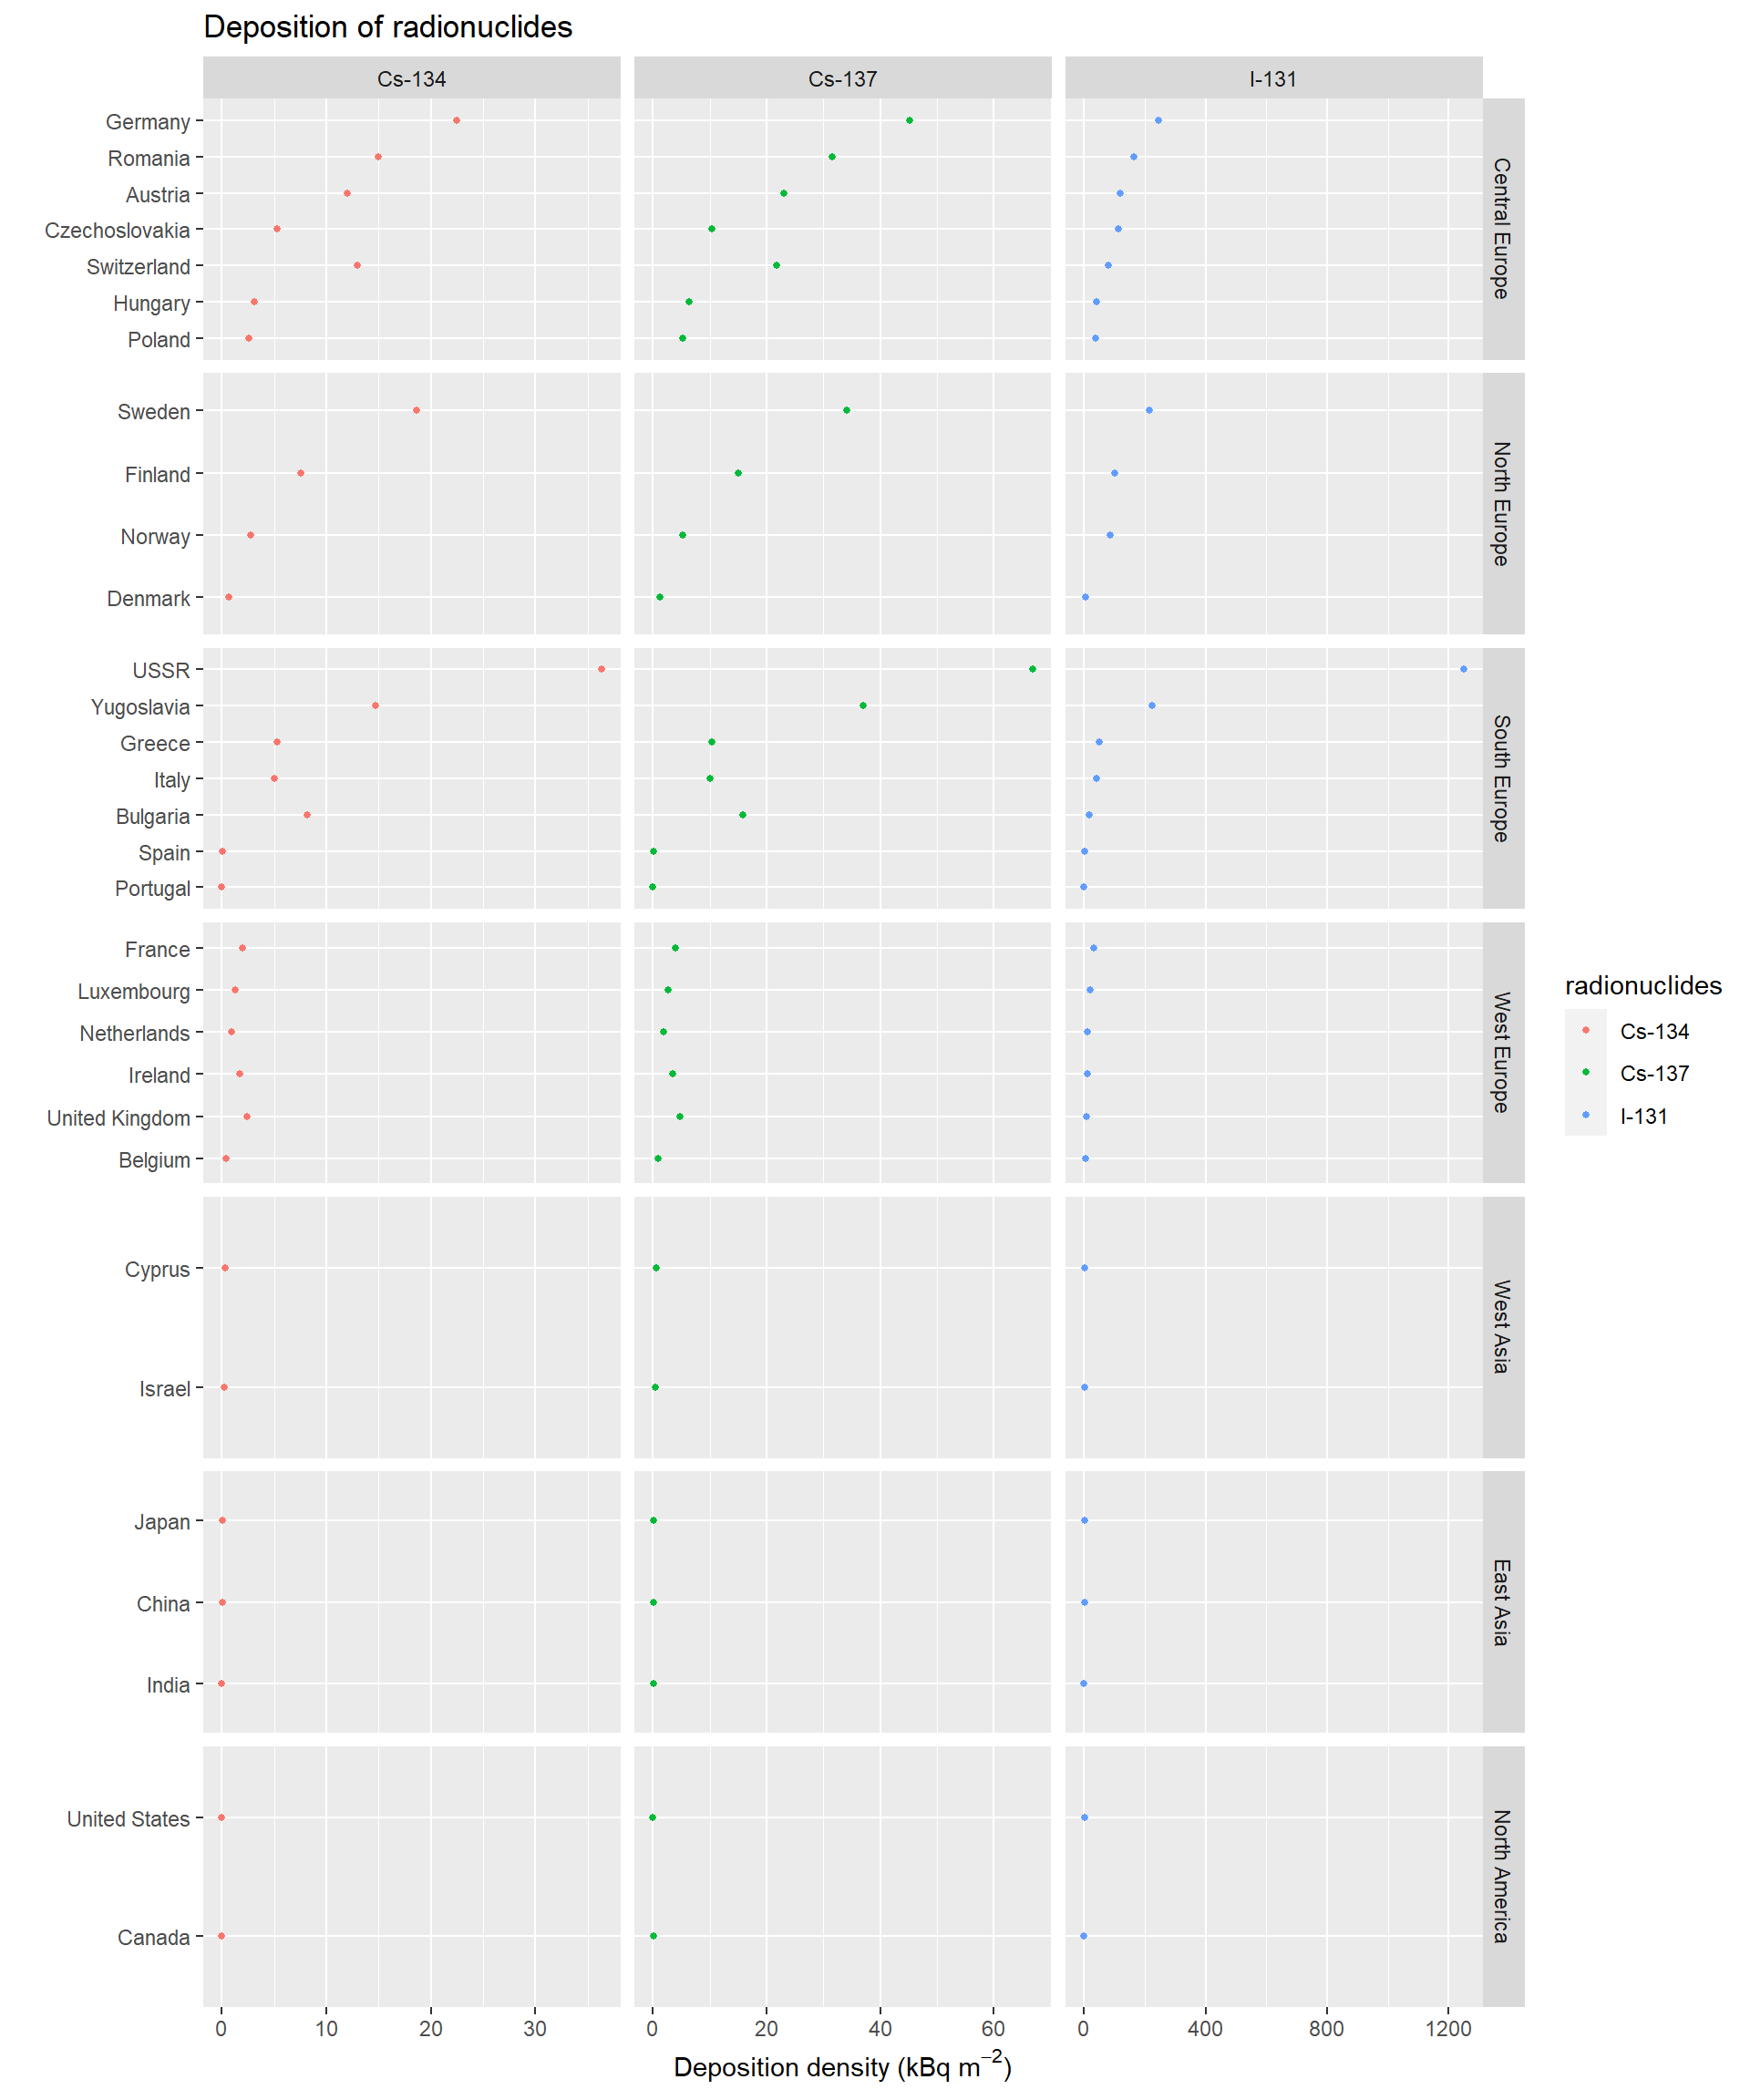 Deposition of radionuclides
Cs-134
Cs-137
I-131
Germany
Romania
Austria
Czechoslovakia
Switzerland
Hungary
Poland
Central Europe
Sweden
Finland
Norway
Denmark
North Europe
USSR
Yugoslavia
Greece
Italy
Bulgaria
Spain
Portugal
South Europe
France
Luxembourg
Netherlands
Ireland
United Kingdom
Belgium
West Europe
Cyprus
Israel
West Asia
Japan
China
India
East Asia
United States
Canada
North America
0 10 20 30
0 20 40 60
0 400 800 1200
Deposition density (kBq m⁻²)
radionuclides
Cs-134
Cs-137
I-131